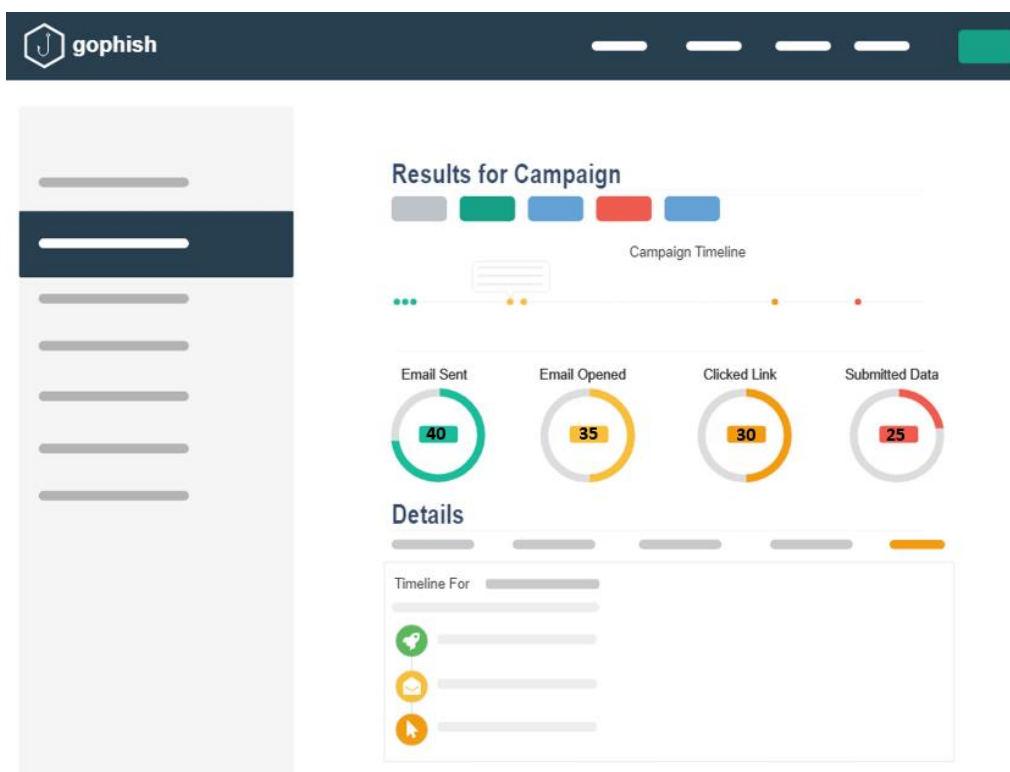 gophish
Results for Campaign
Campaign Timeline
Email Sent
Email Opened
Clicked Link
Submitted Data
40
35
30
25
Details
Timeline For